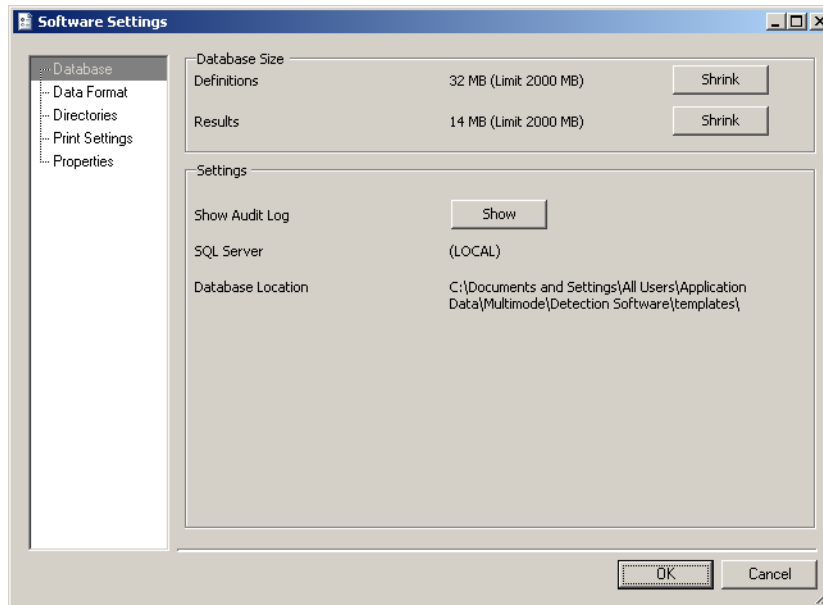 Software Settings
Database
Data Format
Directories
Print Settings
Properties
Database Size
Definitions 32 MB (Limit 2000 MB) Shrink
Results 14 MB (Limit 2000 MB) Shrink
Settings
Show Audit Log Show
SQL Server (LOCAL)
Database Location C:\Documents and Settings\All Users\Application
Data\Multimode\Detection Software\templates\
OK Cancel